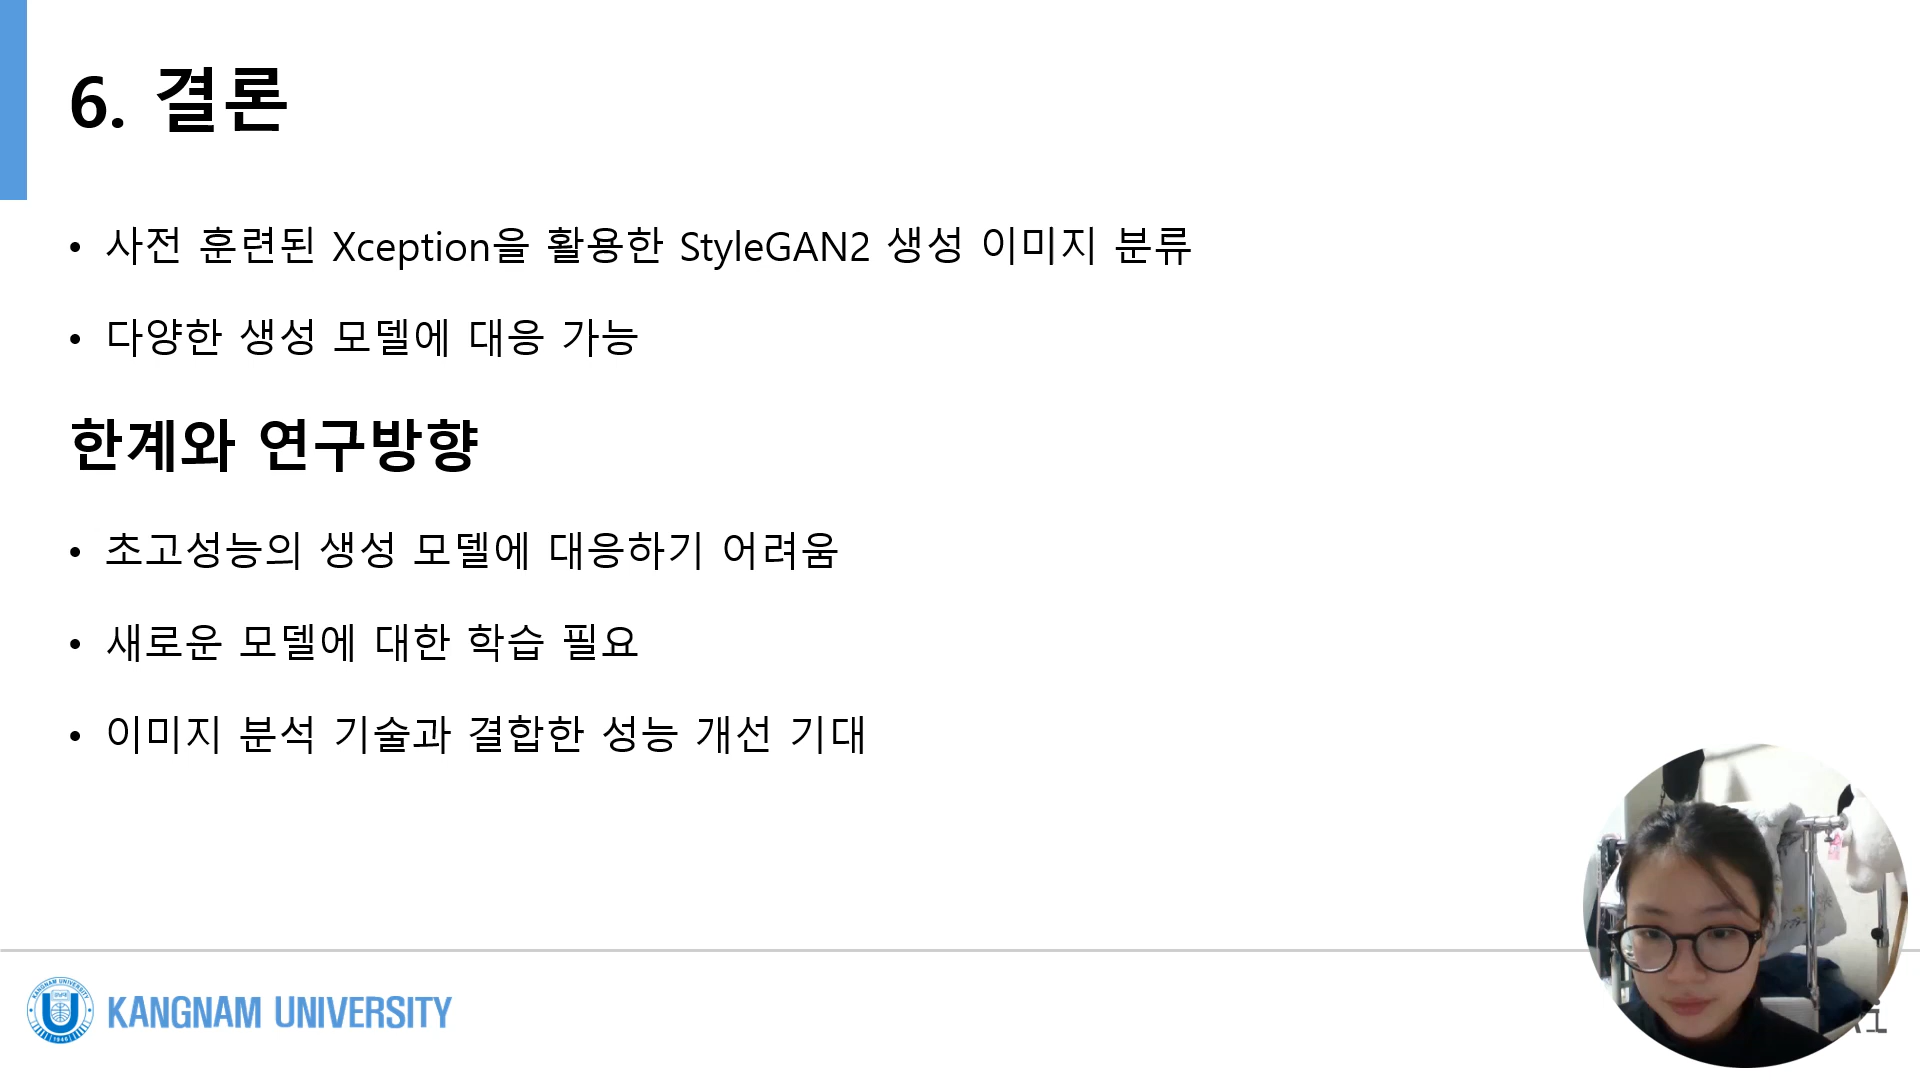 6. 결론
• 사전 훈련된 Xception을 활용한 StyleGAN2 생성 이미지 분류
• 다양한 생성 모델에 대응 가능
한계와 연구방향
• 초고성능의 생성 모델에 대응하기 어려움
• 새로운 모델에 대한 학습 필요
• 이미지 분석 기술과 결합한 성능 개선 기대
KANGNAM UNIVERSITY
KANGNAM UNIVERSITY
1946